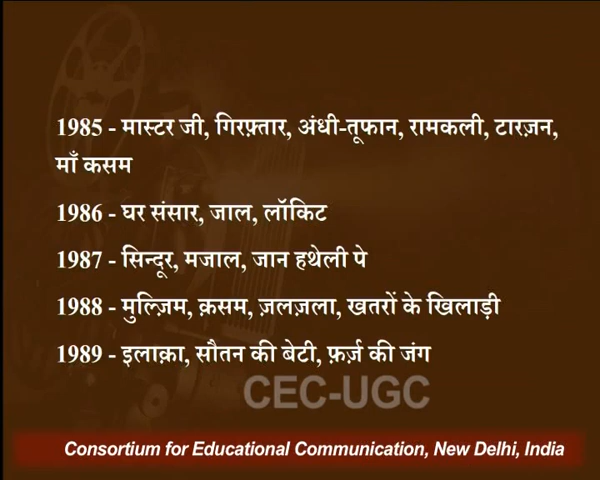 1985 - मास्टर जी, गिरफ़्तार, अंधी-तूफान, रामकली, टारज़न,
माँ कसम
1986 - घर संसार, जाल, लॉकिट
1987 - सिन्दूर, मजाल, जान हथेली पे
1988 - मुल्ज़िम, क़सम, ज़लज़ला, खतरों के खिलाड़ी
1989 - इलाक़ा, सौतन की बेटी, फ़र्ज़ की जंग
CEC-UGC
Consortium for Educational Communication, New Delhi, India